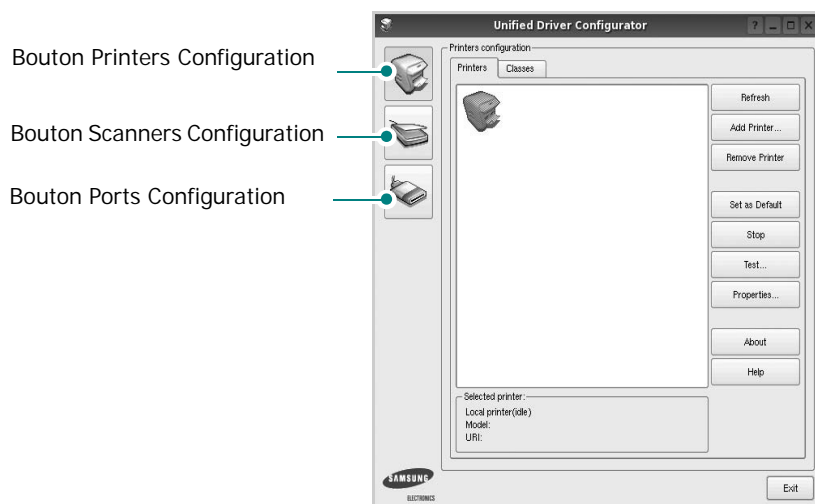 Unified Driver Configurator
Bouton Printers Configuration
Bouton Scanners Configuration
Bouton Ports Configuration
Printers configuration
Printers
Classes
Refresh
Add Printer...
Remove Printer
Set as Default
Stop
Test...
Properties...
About
Help
Selected printer:
Local printer(idle)
Model:
URI:
SAMSUNG
ELECTRONICS
Exit